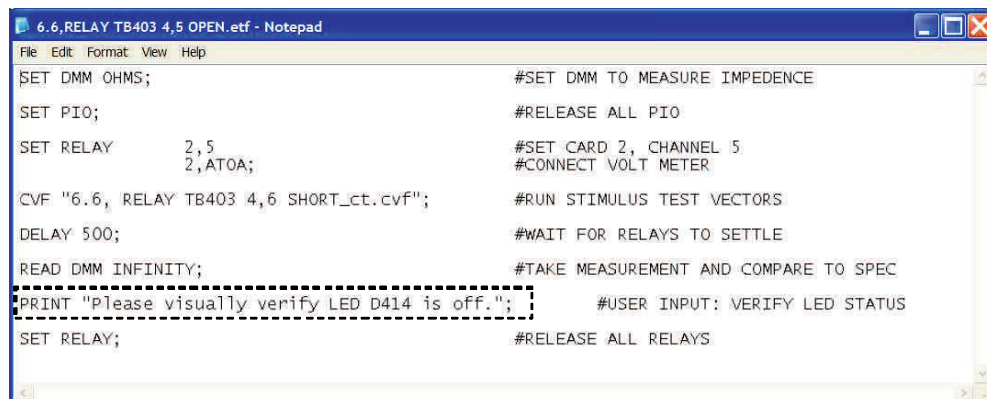 6.6,RELAY TB403 4,5 OPEN.etf - Notepad
File Edit Format View Help
SET DMM OHMS; #SET DMM TO MEASURE IMPEDENCE
SET PIO; #RELEASE ALL PIO
SET RELAY 2,5 #SET CARD 2, CHANNEL 5
2,ATOA; #CONNECT VOLT METER
CVF "6.6, RELAY TB403 4,6 SHORT_ct.cvf"; #RUN STIMULUS TEST VECTORS
DELAY 500; #WAIT FOR RELAYS TO SETTLE
READ DMM INFINITY; #TAKE MEASUREMENT AND COMPARE TO SPEC
PRINT "Please visually verify LED D414 is off."; #USER INPUT: VERIFY LED STATUS
SET RELAY; #RELEASE ALL RELAYS